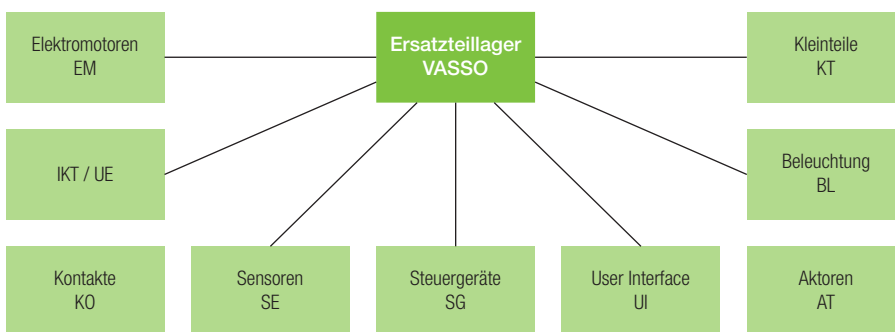 Elektromotoren
EM
Ersatzteillager
VASSO
Kleinteile
KT
IKT / UE
Beleuchtung
BL
Kontakte
KO
Sensoren
SE
Steuergeräte
SG
User Interface
UI
Aktoren
AT